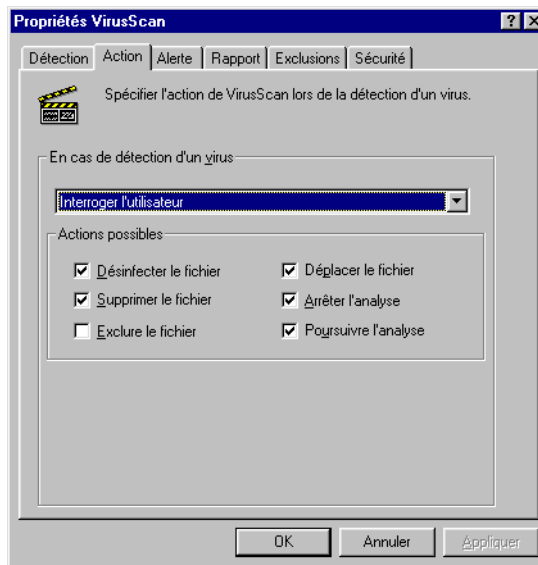 Propriétés VirusScan
Détection Action Alerte Rapport Exclusions Sécurité
Spécifier l'action de VirusScan lors de la détection d'un virus.
En cas de détection d'un virus
Interroger l'utilisateur
Actions possibles
Désinfecter le fichier Déplacer le fichier
Supprimer le fichier Arrêter l'analyse
Exclure le fichier Poursuivre l'analyse
OK Annuler Appliquer